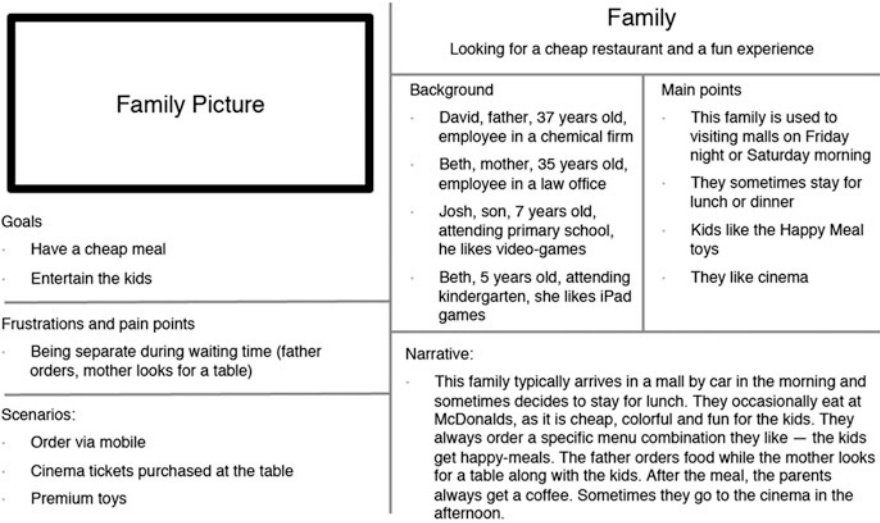 Family Picture
Goals
· Have a cheap meal
· Entertain the kids
Frustrations and pain points
· Being separate during waiting time (father
orders, mother looks for a table)
Scenarios:
· Order via mobile
· Cinema tickets purchased at the table
· Premium toys
Family
Looking for a cheap restaurant and a fun experience
Background
· David, father, 37 years old,
employee in a chemical firm
· Beth, mother, 35 years old,
employee in a law office
· Josh, son, 7 years old,
attending primary school,
he likes video-games
· Beth, 5 years old, attending
kindergarten, she likes iPad
games
Main points
· This family is used to
visiting malls on Friday
night or Saturday morning
· They sometimes stay for
lunch or dinner
· Kids like the Happy Meal
toys
· They like cinema
Narrative:
· This family typically arrives in a mall by car in the morning and
sometimes decides to stay for lunch. They occasionally eat at
McDonalds, as it is cheap, colorful and fun for the kids. They
always order a specific menu combination they like — the kids
get happy-meals. The father orders food while the mother looks
for a table along with the kids. After the meal, the parents
always get a coffee. Sometimes they go to the cinema in the
afternoon.